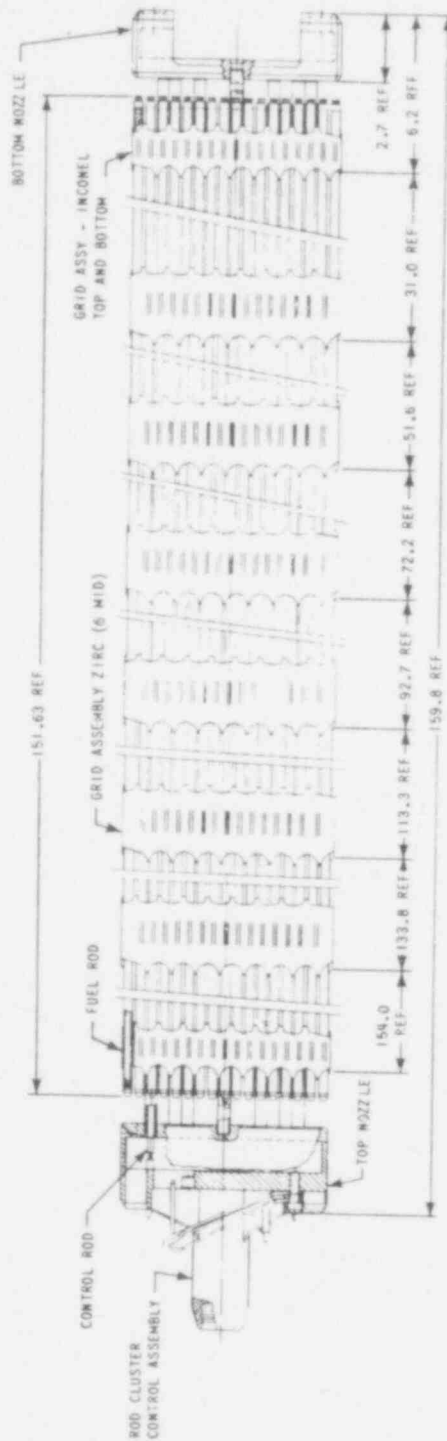 BOTTOM NOZZLE
GRID ASSY - INCONEL
TOP AND BOTTOM
151.63 REF
GRID ASSEMBLY ZIRC (6 MID)
FUEL ROD
CONTROL ROD
ROD CLUSTER
CONTROL ASSEMBLY
TOP NOZZLE
2.7 REF
6.2 REF
31.0 REF
51.6 REF
72.2 REF
92.7 REF
113.3 REF
133.8 REF
154.0
REF
159.8 REF